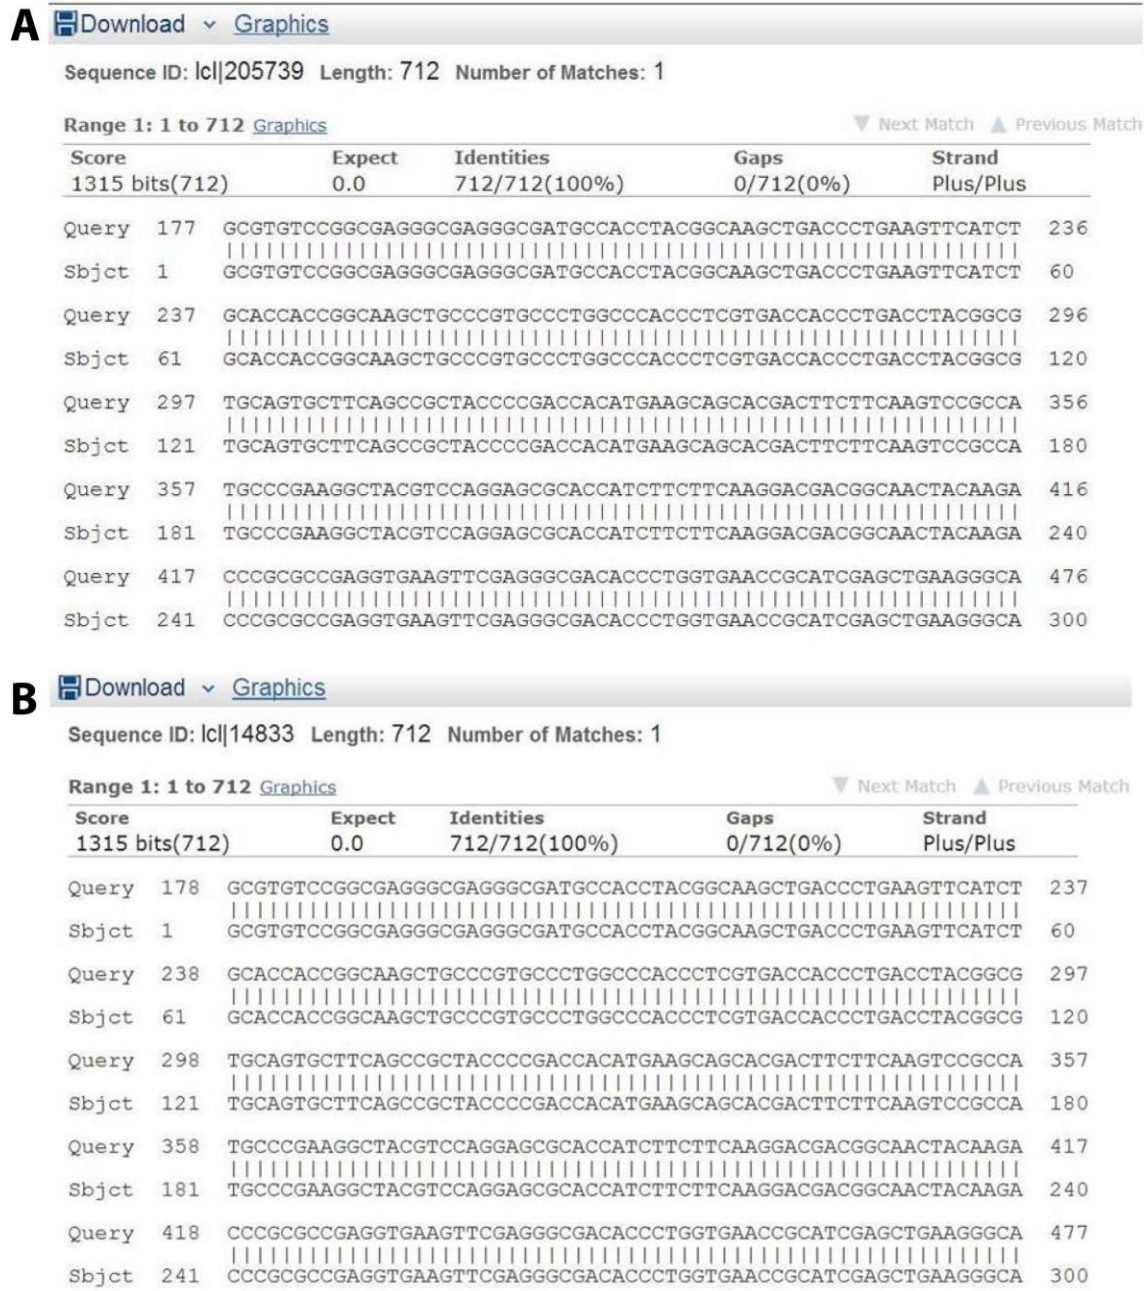 A
Download Graphics
Sequence ID: lcl|205739 Length: 712 Number of Matches: 1
Range 1: 1 to 712 Graphics Next Match Previous Match
Score Expect Identities Gaps Strand
1315 bits(712) 0.0 712/712(100%) 0/712(0%) Plus/Plus
Query 177 GCGTGTCCGGCGAGGGCGAGGGCGATGCCACCTACGGCAAGCTGACCCTGAAGTTCATCT 236
Sbjct 1 GCGTGTCCGGCGAGGGCGAGGGCGATGCCACCTACGGCAAGCTGACCCTGAAGTTCATCT 60
Query 237 GCACCACCGGCAAGCTGCCCGTGCCCTGGCCCACCCTCGTGACCACCCTGACCTACGGCG 296
Sbjct 61 GCACCACCGGCAAGCTGCCCGTGCCCTGGCCCACCCTCGTGACCACCCTGACCTACGGCG 120
Query 297 TGCAGTGCTTCAGCCGCTACCCCGACCACATGAAGCAGCACGACTTCTTCAAGTCCGCCA 356
Sbjct 121 TGCAGTGCTTCAGCCGCTACCCCGACCACATGAAGCAGCACGACTTCTTCAAGTCCGCCA 180
Query 357 TGCCCGAAGGCTACGTCCAGGAGCGCACCATCTTCTTCAAGGACGACGGCAACTACAAGA 416
Sbjct 181 TGCCCGAAGGCTACGTCCAGGAGCGCACCATCTTCTTCAAGGACGACGGCAACTACAAGA 240
Query 417 CCCGCGCCGAGGTGAAGTTCGAGGGCGACACCCTGGTGAACCGCATCGAGCTGAAGGGCA 476
Sbjct 241 CCCGCGCCGAGGTGAAGTTCGAGGGCGACACCCTGGTGAACCGCATCGAGCTGAAGGGCA 300
B
Download Graphics
Sequence ID: lcl|14833 Length: 712 Number of Matches: 1
Range 1: 1 to 712 Graphics Next Match Previous Match
Score Expect Identities Gaps Strand
1315 bits(712) 0.0 712/712(100%) 0/712(0%) Plus/Plus
Query 178 GCGTGTCCGGCGAGGGCGAGGGCGATGCCACCTACGGCAAGCTGACCCTGAAGTTCATCT 237
Sbjct 1 GCGTGTCCGGCGAGGGCGAGGGCGATGCCACCTACGGCAAGCTGACCCTGAAGTTCATCT 60
Query 238 GCACCACCGGCAAGCTGCCCGTGCCCTGGCCCACCCTCGTGACCACCCTGACCTACGGCG 297
Sbjct 61 GCACCACCGGCAAGCTGCCCGTGCCCTGGCCCACCCTCGTGACCACCCTGACCTACGGCG 120
Query 298 TGCAGTGCTTCAGCCGCTACCCCGACCACATGAAGCAGCACGACTTCTTCAAGTCCGCCA 357
Sbjct 121 TGCAGTGCTTCAGCCGCTACCCCGACCACATGAAGCAGCACGACTTCTTCAAGTCCGCCA 180
Query 358 TGCCCGAAGGCTACGTCCAGGAGCGCACCATCTTCTTCAAGGACGACGGCAACTACAAGA 417
Sbjct 181 TGCCCGAAGGCTACGTCCAGGAGCGCACCATCTTCTTCAAGGACGACGGCAACTACAAGA 240
Query 418 CCCGCGCCGAGGTGAAGTTCGAGGGCGACACCCTGGTGAACCGCATCGAGCTGAAGGGCA 477
Sbjct 241 CCCGCGCCGAGGTGAAGTTCGAGGGCGACACCCTGGTGAACCGCATCGAGCTGAAGGGCA 300